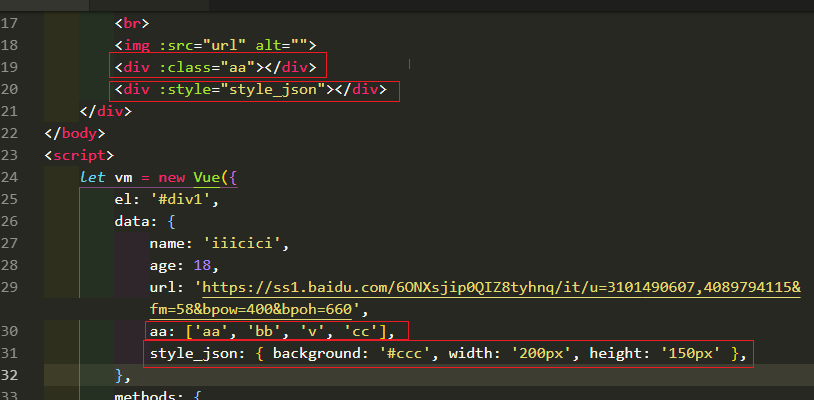 17 <br>
18 <img :src="url" alt="">
19 <div :class="aa"></div>
20 <div :style="style_json"></div>
21 </div>
22 </body>
23 <script>
24 let vm = new Vue({
25 el: '#div1',
26 data: {
27 name: 'iiicici',
28 age: 18,
29 url: 'https://ss1.baidu.com/6ONXsjip0QIZ8tyhnq/it/u=3101490607,4089794115&
fm=58&bpow=400&bpoh=660',
30 aa: ['aa', 'bb', 'v', 'cc'],
31 style_json: { background: '#ccc', width: '200px', height: '150px' },
32 },
33 methods: {